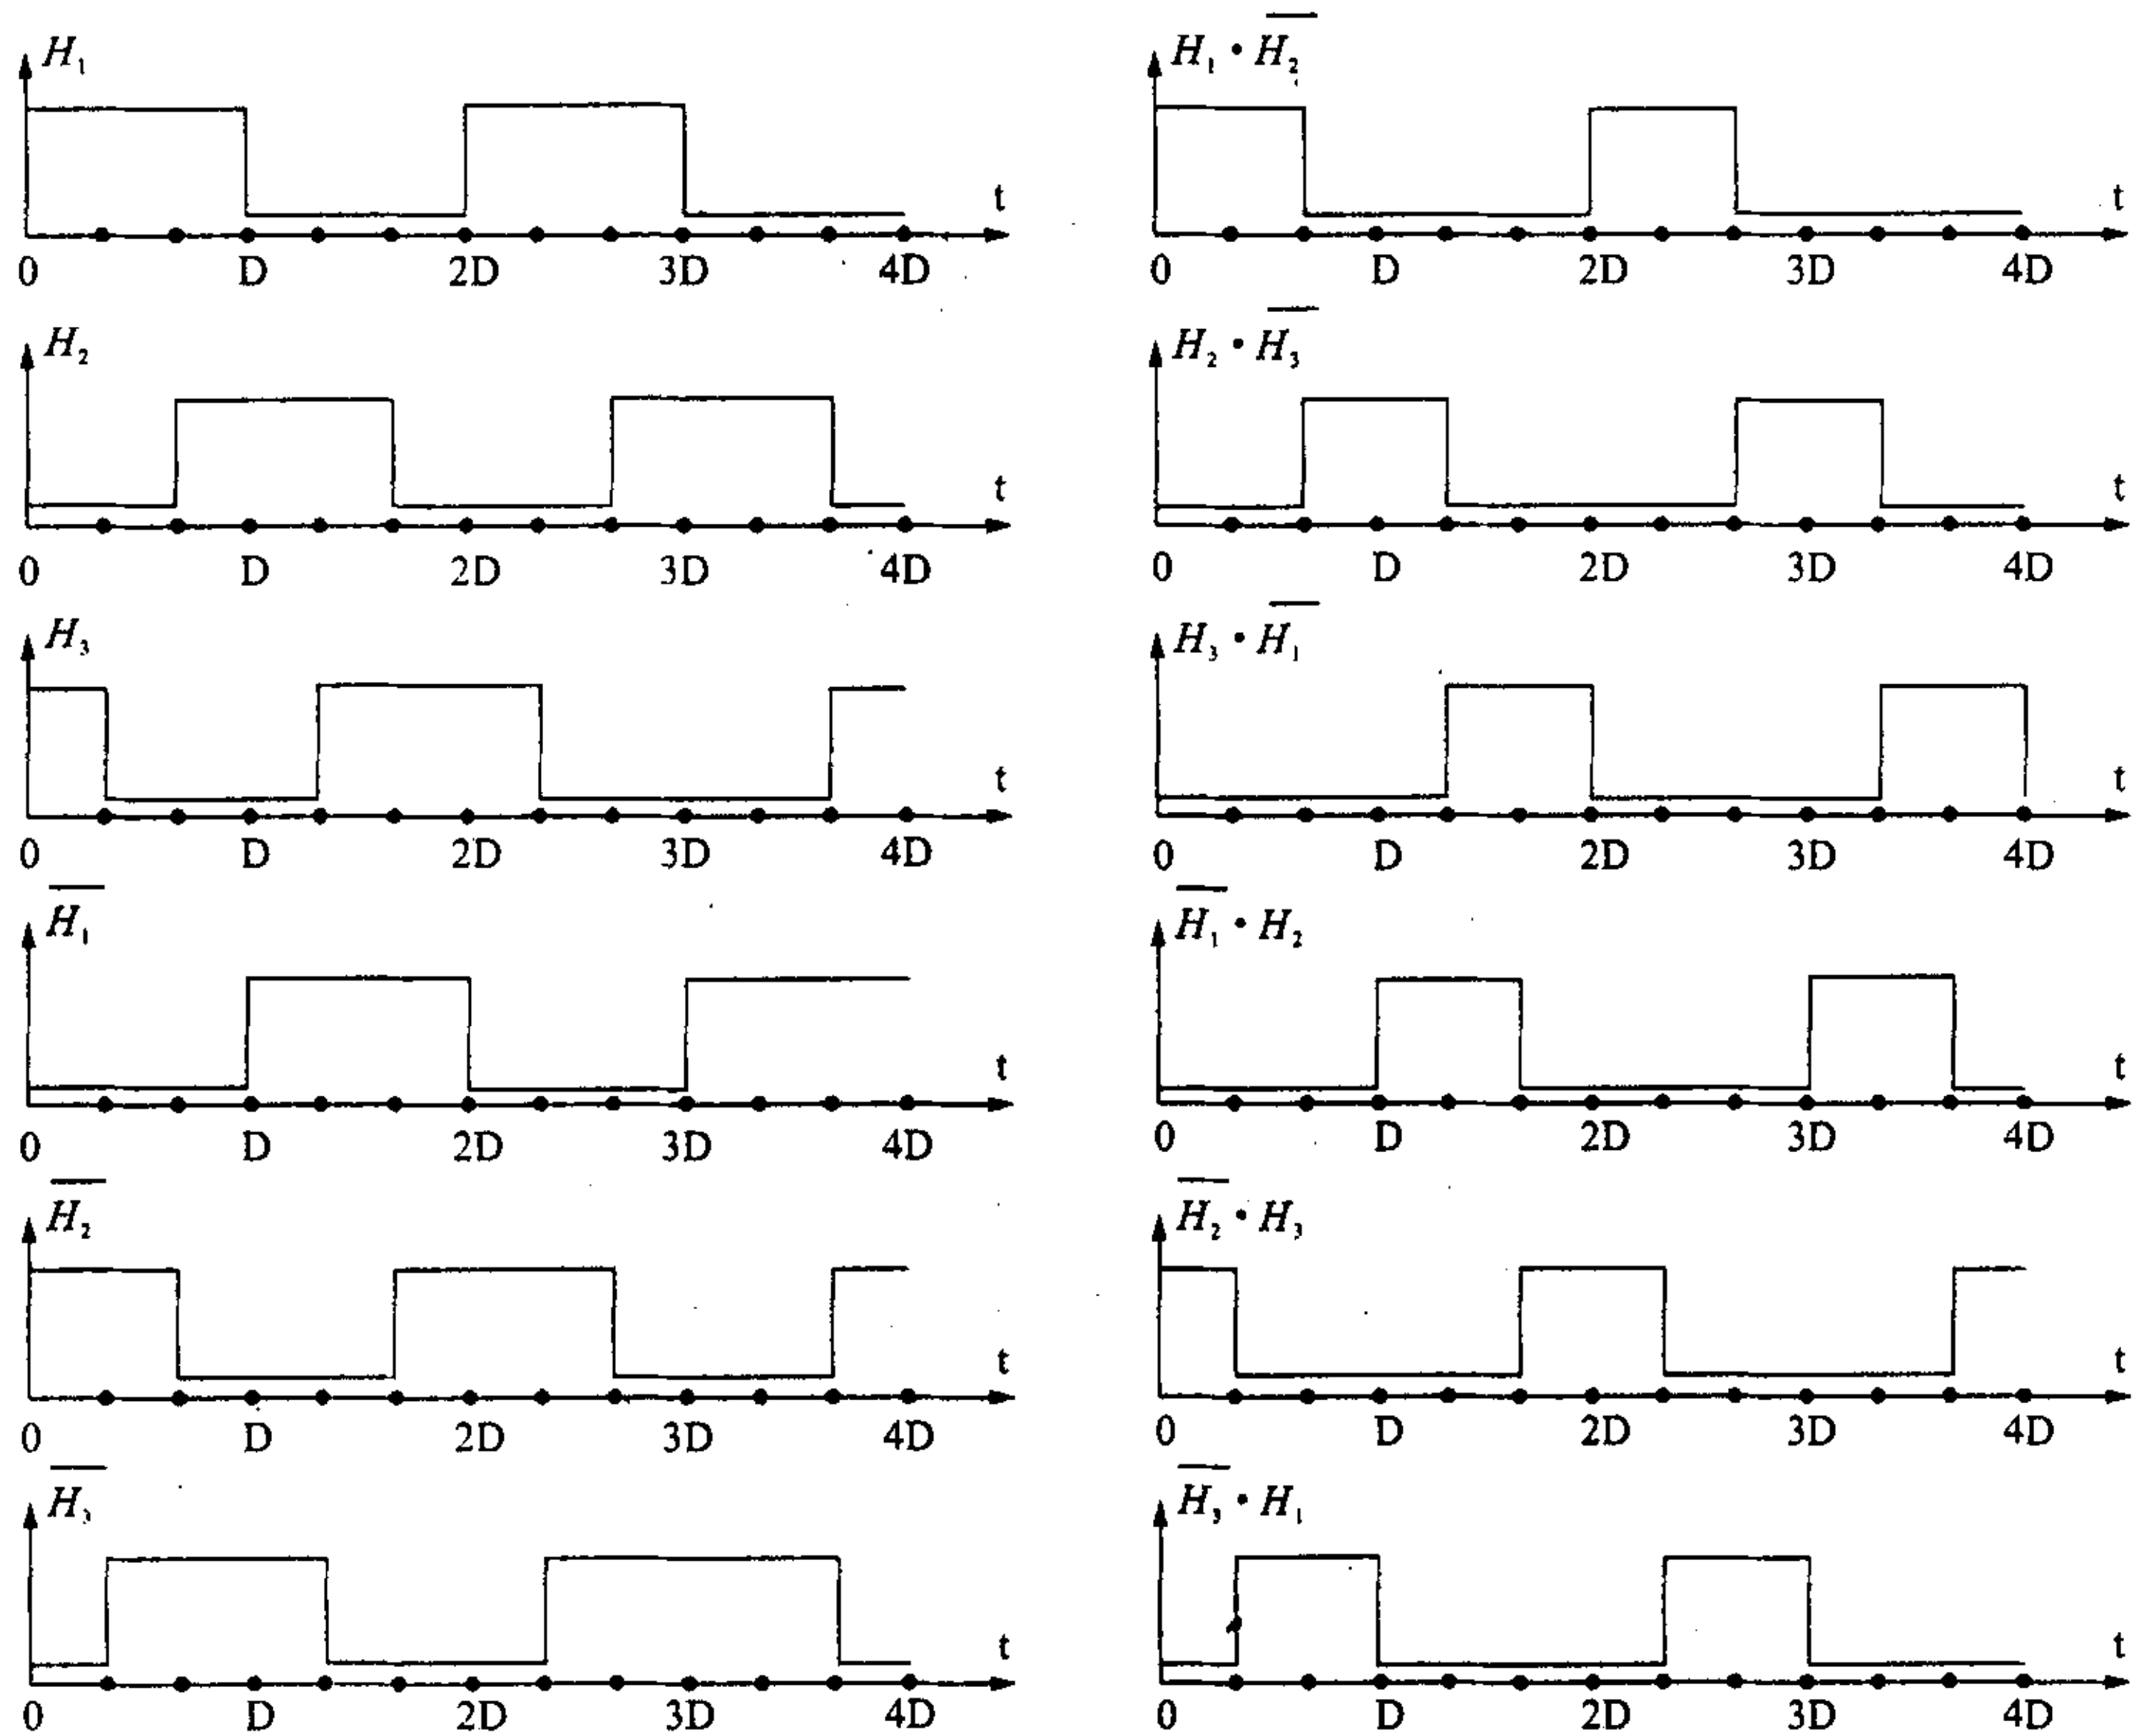 H₁
t
0 D 2D 3D 4D
H₂
t
0 D 2D 3D 4D
H₃
t
0 D 2D 3D 4D
H̅₁
t
0 D 2D 3D 4D
H̅₂
t
0 D 2D 3D 4D
H̅₃
t
0 D 2D 3D 4D
H₁ • H̅₂
t
0 D 2D 3D 4D
H₂ • H̅₃
t
0 D 2D 3D 4D
H₃ • H̅₁
t
0 D 2D 3D 4D
H̅₁ • H₂
t
0 D 2D 3D 4D
H̅₂ • H₃
t
0 D 2D 3D 4D
H̅₃ • H₁
t
0 D 2D 3D 4D